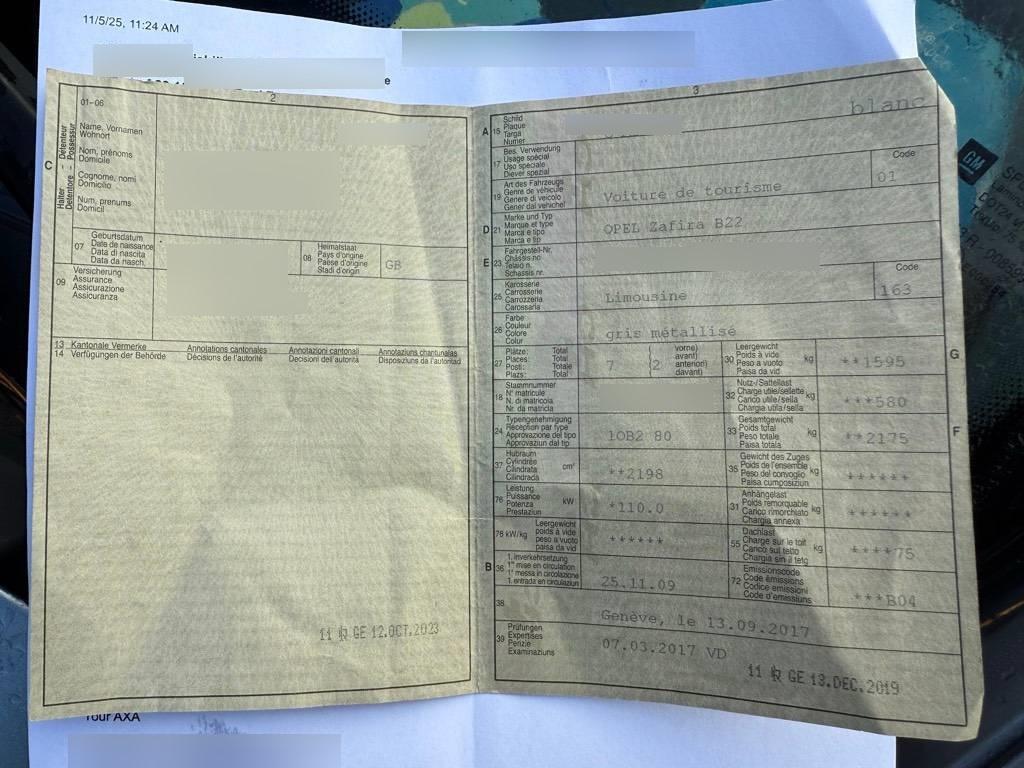 11/5/25, 11:24 AM
2
01-06
C
Halter - Détenteur
Detentore - Possessur
Name, Vornamen
Wohnort
Nom, prénoms
Domicile
Cognome, nomi
Domicilio
Num, prenums
Domicil
07
Geburtsdatum
Date de naissance
Data di nascita
Data da nasch.
08
Heimatstaat
Pays d'origine
Paese d'origine
Stadi d'origin
GB
09
Versicherung
Assurance
Assicurazione
Assicuranza
13 Kantonale Vermerke
14 Verfügungen der Behörde
Annotations cantonales
Décisions de l'autorité
Annotazioni cantonali
Decisioni dell'autorità
Annotaziuns chantunalas
Disposiziuns da l'autoritad
11 GE 12.OCT.2023
3
A 15
Schild
Plaque
Targa
Numer
blanc
17
Bes. Verwendung
Usage spécial
Uso speciale
Diever spezial
19
Art des Fahrzeugs
Genre de véhicule
Genere di veicolo
Gener dal vehichel
Voiture de tourisme
Code
01
D 21
Marke und Typ
Marque et type
Marca e tipo
Marca e tip
OPEL Zafira B22
E 23
Fahrgestell-Nr.
Châssis no
Telaio n.
Schassis nr.
25
Karosserie
Carrosserie
Carrozzeria
Carossaria
Limousine
Code
163
26
Farbe
Couleur
Colore
Colur
gris métallisé
27
Plätze: Total
Places: Total
Posti: Totale
Plazs: Total
7
(2
vorne)
avant)
anteriori)
davant)
30
Leergewicht
Poids à vide
Peso a vuoto
Paisa da vid
kg
**1595
G
18
Stammnummer
N° matricule
N. di matricola
Nr. da matricla
32
Nutz-/Sattellast
Charge utile/sellette
Carico utile/sella
Chargia utila/sella
kg
***580
24
Typengenehmigung
Réception par type
Approvazione del tipo
Approvaziun dal tip
1OB2 80
33
Gesamtgewicht
Poids total
Peso totale
Paisa totala
kg
**2175
F
37
Hubraum
Cylindrée
Cilindrata
Cilindrada
cm³
**2198
35
Gewicht des Zuges
Poids de l'ensemble
Peso del convoglio
Paisa cumposiziun
kg
******
76
Leistung
Puissance
Potenza
Prestaziun
kW
*110.0
31
Anhängelast
Poids remorquable
Carico rimorchiato
Chargia annexa
kg
******
78 kW/kg
Leergewicht
poids à vide
peso a vuoto
paisa da vid
******
55
Dachlast
Charge sur le toit
Carico sul tetto
Chargia sin il tetg
kg
****75
B 36
1. Inverkehrsetzung
1re mise en circulation
1a messa in circolazione
1. entrada en circulaziun
25.11.09
72
Emissionscode
Code émissions
Codice emissioni
Code d'emissiuns
***B04
38
Genève, le 13.09.2017
39
Prüfungen
Expertises
Perizie
Examinaziuns
07.03.2017 VD
11 GE 13.DEC.2019
GM
Your AXA